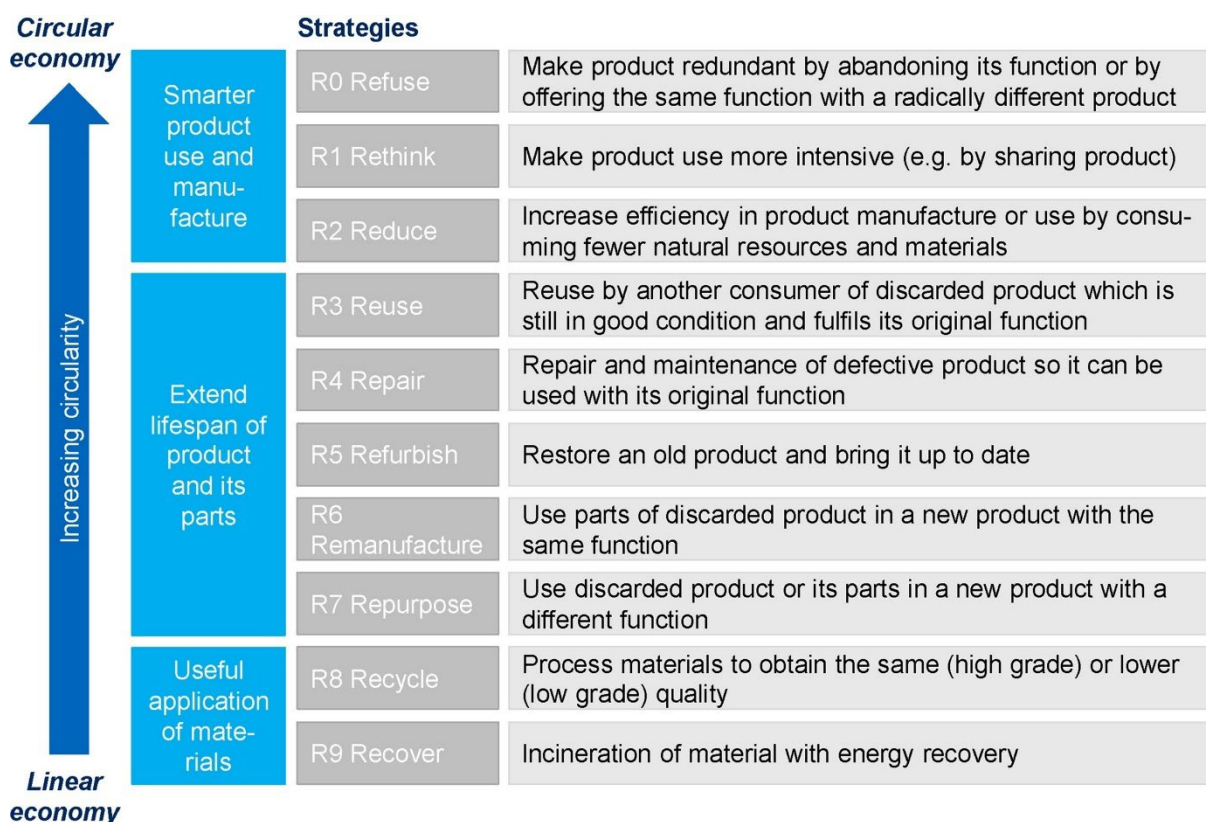 Circular
economy
Strategies
Smarter
product
use and
manu-
facture
R0 Refuse
Make product redundant by abandoning its function or by
offering the same function with a radically different product
R1 Rethink
Make product use more intensive (e.g. by sharing product)
R2 Reduce
Increase efficiency in product manufacture or use by consu-
ming fewer natural resources and materials
Increasing circularity
Extend
lifespan of
product
and its
parts
R3 Reuse
Reuse by another consumer of discarded product which is
still in good condition and fulfils its original function
R4 Repair
Repair and maintenance of defective product so it can be
used with its original function
R5 Refurbish
Restore an old product and bring it up to date
R6
Remanufacture
Use parts of discarded product in a new product with the
same function
R7 Repurpose
Use discarded product or its parts in a new product with a
different function
Useful
application
of mate-
rials
R8 Recycle
Process materials to obtain the same (high grade) or lower
(low grade) quality
R9 Recover
Incineration of material with energy recovery
Linear
economy